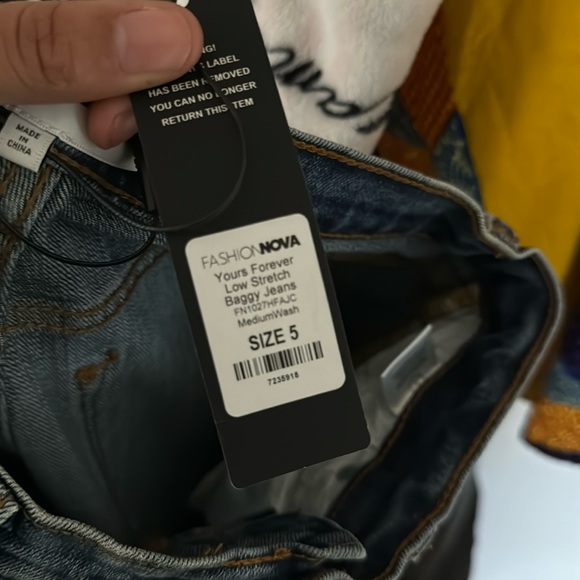 LABEL
HAS BEEN REMOVED
YOU CAN NO LONGER
RETURN THIS ITEM
MADE
IN
CHINA
FASHIONNOVA
Yours Forever
Low Stretch
Baggy Jeans
FN1027HFAJC
MediumWash
SIZE 5
7235918